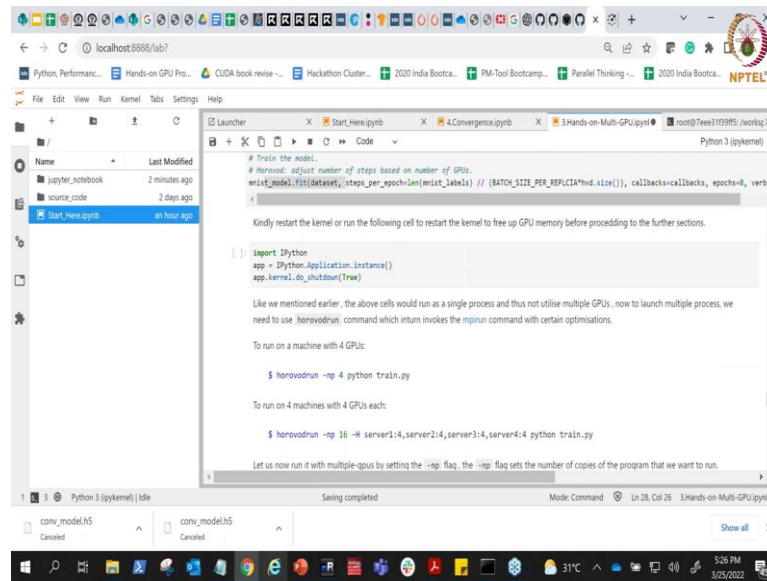 localhost:8888/lab?
Python, Performanc... Hands-on GPU Pro... CUDA book revise -... Hackathon Cluster... 2020 India Bootca... PM-Tool Bootcamp... Parallel Thinking -... 2020 India Bootca...
NPTEL
File Edit View Run Kernel Tabs Settings Help
Launcher Start_Here.ipynb 4.Convergence.ipynb 3.Hands-on-Multi-GPU.ipynb root@7eee31f39ff5: /works
Code Python 3 (ipykernel)
/
Name Last Modified
jupyter_notebook 2 minutes ago
source_code 2 days ago
Start_Here.ipynb an hour ago
# Train the model.
# Horovod: adjust number of steps based on number of GPUs.
mnist_model.fit(dataset, steps_per_epoch=len(mnist_labels) // (BATCH_SIZE_PER_REPLCIA*hvd.size()), callbacks=callbacks, epochs=8, verb
Kindly restart the kernel or run the following cell to restart the kernel to free up GPU memory before procedding to the further sections.
[ ]: import IPython
app = IPython.Application.instance()
app.kernel.do_shutdown(True)
Like we mentioned earlier , the above cells would run as a single process and thus not utilise multiple GPUs , now to launch multiple process, we
need to use horovodrun command which inturn invokes the mpirun command with certain optimisations.
To run on a machine with 4 GPUs:
$ horovodrun -np 4 python train.py
To run on 4 machines with 4 GPUs each:
$ horovodrun -np 16 -H server1:4,server2:4,server3:4,server4:4 python train.py
Let us now run it with multiple-gpus by setting the -np flag , the -np flag sets the number of copies of the program that we want to run.
1 3 Python 3 (ipykernel) | Idle Saving completed Mode: Command Ln 28, Col 26 3.Hands-on-Multi-GPU.ipyn
conv_model.h5 conv_model.h5 Show all
Canceled Canceled
31°C 5:26 PM
3/25/2022